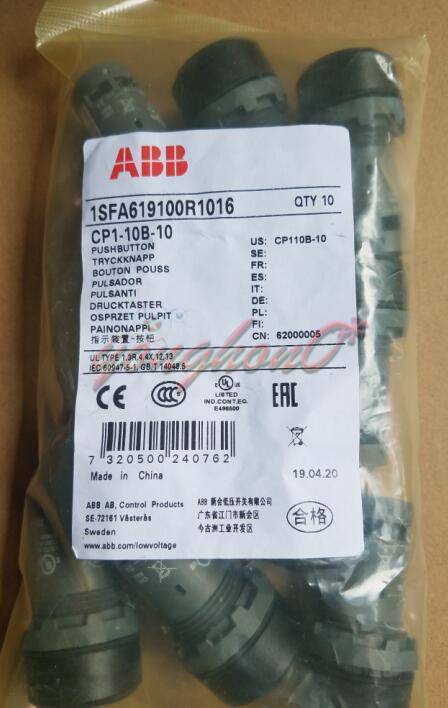 ABB
1SFA619100R1016 QTY 10
CP1-10B-10
PUSHBUTTON
TRYCKKNAPP
BOUTON POUSS
PULSADOR
PULSANTI
DRUCKTASTER
OSPRZET PULPIT
PAINONAPPI
指示装置-按钮
US: CP110B-10
SE:
FR:
ES:
IT:
DE:
PL:
FI:
CN: 62000005
yinghon0*
UL TYPE 1,3R,4,4X,12,13
IEC 60947-5-1, GB/T 14048.5
CE
CCC
UL
US
LISTED
IND.CONT.EQ.
E466600
EAC
7 320500 240762
Made in China
19.04.20
ABB AB, Control Products
SE-72161 Västerås
Sweden
www.abb.com/lowvoltage
ABB 新会低压开关有限公司
广东省江门市新会区
今古洲工业开发区
合格